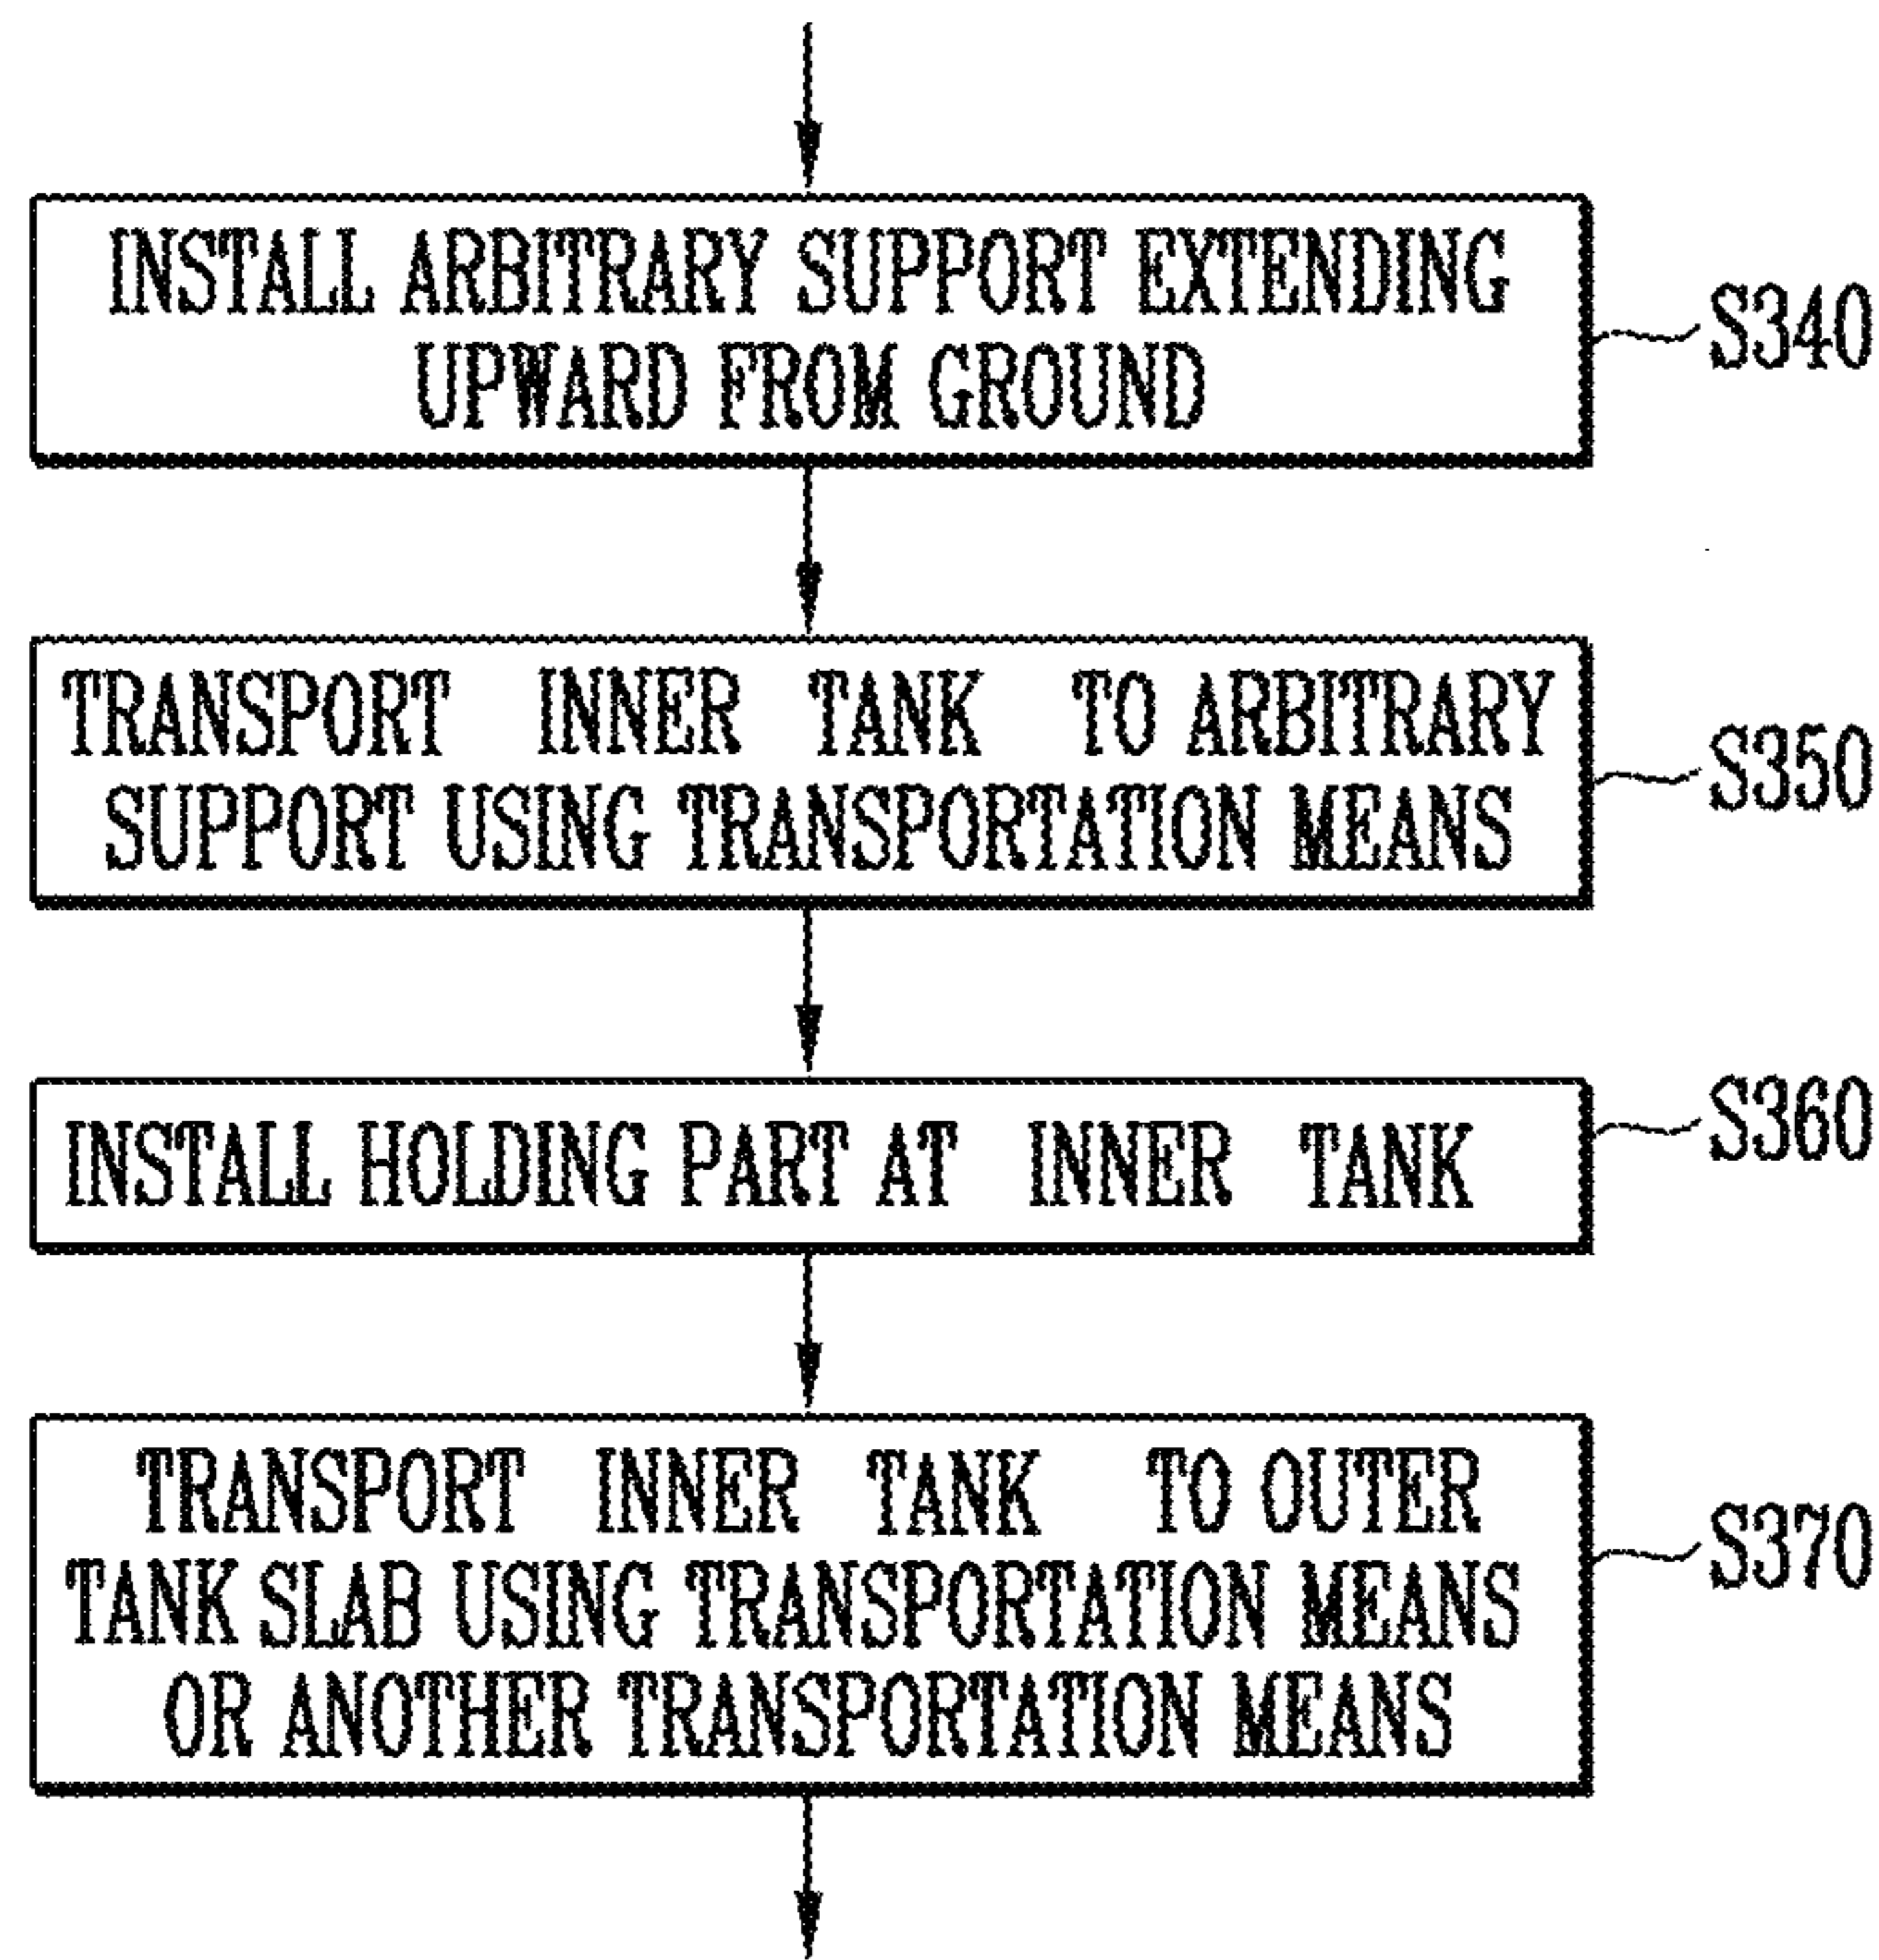 INSTALL ARBITRARY SUPPORT EXTENDING
UPWARD FROM GROUND
S340
TRANSPORT INNER TANK TO ARBITRARY
SUPPORT USING TRANSPORTATION MEANS
S350
INSTALL HOLDING PART AT INNER TANK
S360
TRANSPORT INNER TANK TO OUTER
TANK SLAB USING TRANSPORTATION MEANS
OR ANOTHER TRANSPORTATION MEANS
S370